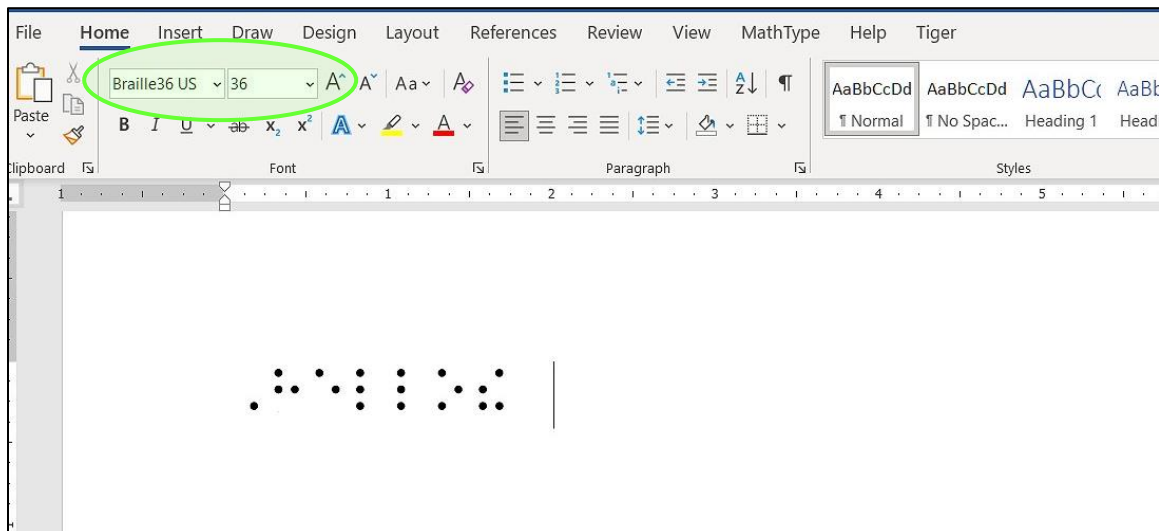 File Home Insert Draw Design Layout References Review View MathType Help Tiger
Paste
Braille36 US 36 A A Aa A
B I U ab x₂ x² A A
Clipboard Font Paragraph Styles
AaBbCcDd AaBbCcDd AaBbC AaBb
¶ Normal ¶ No Spac... Heading 1 Head
1 1 2 3 4 5
⠠⠓⠑⠇⠇⠕⠮